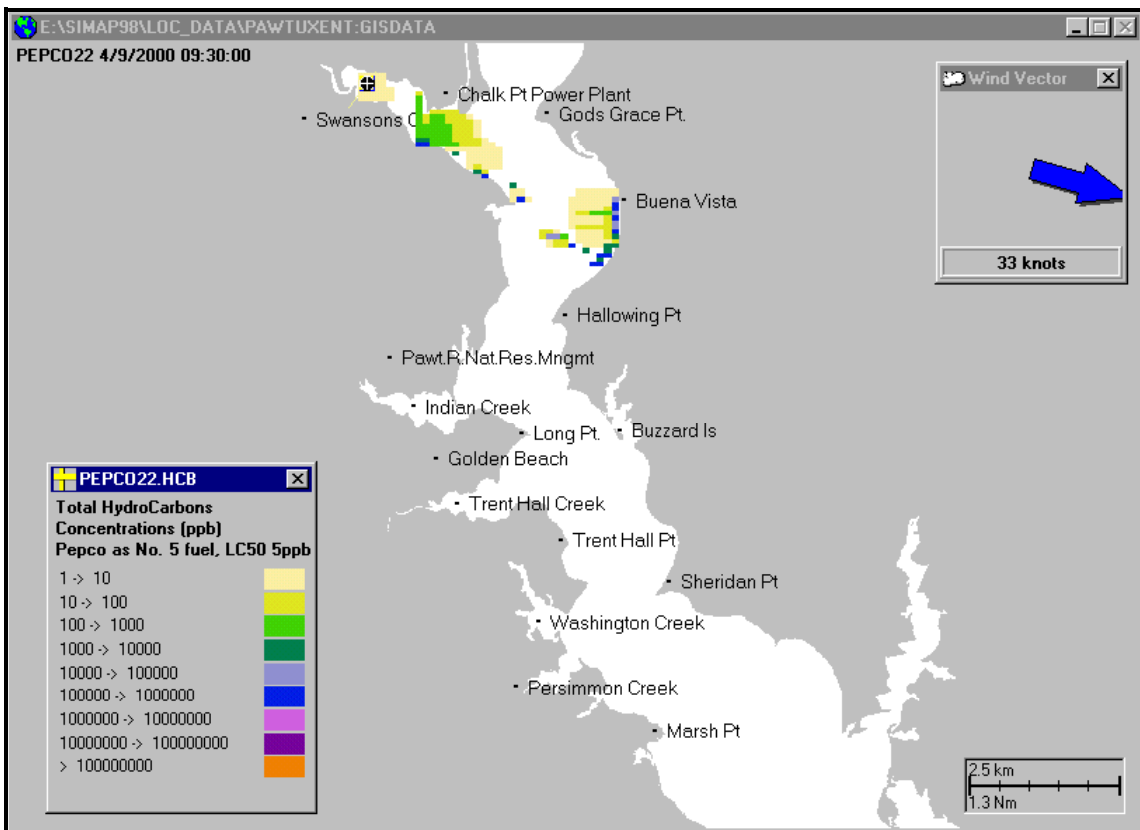 E:\SIMAP98\LOC_DATA\PAWTUXENT:GISDATA
PEPCO22 4/9/2000 09:30:00
Wind Vector
33 knots
Chalk Pt Power Plant
Gods Grace Pt.
Swansons C
Buena Vista
Hallowing Pt
Pawt.R.Nat.Res.Mngmt
Indian Creek
Long Pt.
Buzzard Is
Golden Beach
Trent Hall Creek
Trent Hall Pt
Sheridan Pt
Washington Creek
Persimmon Creek
Marsh Pt
PEPCO22.HCB
Total HydroCarbons
Concentrations (ppb)
Pepco as No. 5 fuel, LC50 5ppb
1 -> 10
10 -> 100
100 -> 1000
1000 -> 10000
10000 -> 100000
100000 -> 1000000
1000000 -> 10000000
10000000 -> 100000000
> 100000000
2.5 km
1.3 Nm